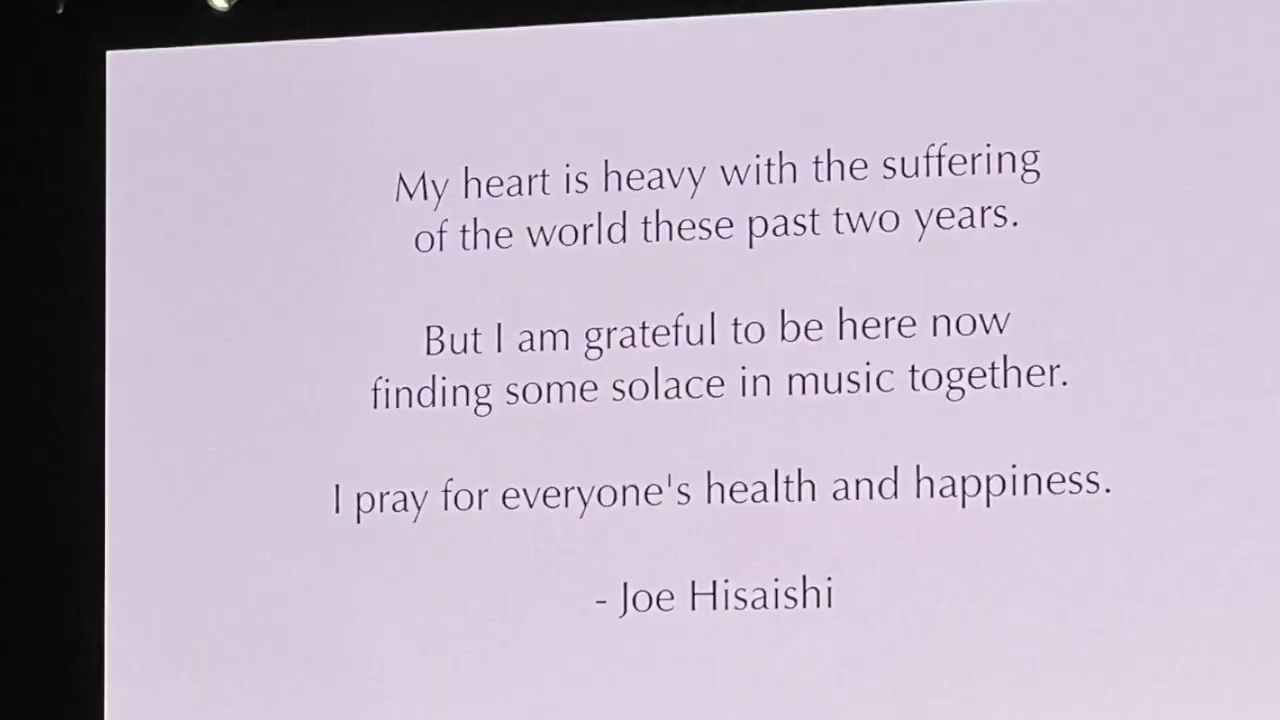 My heart is heavy with the suffering
of the world these past two years.
But I am grateful to be here now
finding some solace in music together.
I pray for everyone's health and happiness.
- Joe Hisaishi